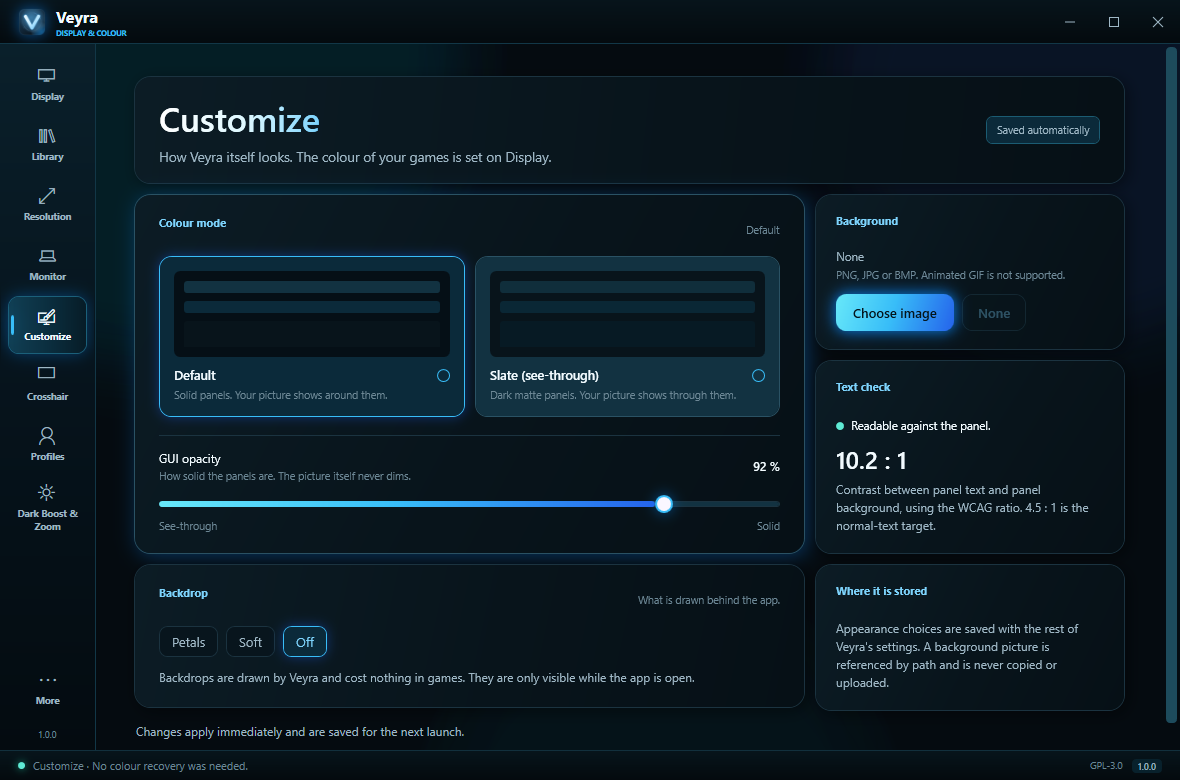 Veyra
DISPLAY & COLOUR
Display
Library
Resolution
Monitor
Customize
Crosshair
Profiles
Dark Boost &
Zoom
More
1.0.0
Customize
How Veyra itself looks. The colour of your games is set on Display.
Saved automatically
Colour mode
Default
Default
Solid panels. Your picture shows around them.
Slate (see-through)
Dark matte panels. Your picture shows through them.
GUI opacity
How solid the panels are. The picture itself never dims.
92 %
See-through
Solid
Background
None
PNG, JPG or BMP. Animated GIF is not supported.
Choose image
None
Text check
Readable against the panel.
10.2 : 1
Contrast between panel text and panel
background, using the WCAG ratio. 4.5 : 1 is the
normal-text target.
Backdrop
What is drawn behind the app.
Petals
Soft
Off
Backdrops are drawn by Veyra and cost nothing in games. They are only visible while the app is open.
Where it is stored
Appearance choices are saved with the rest of
Veyra's settings. A background picture is
referenced by path and is never copied or
uploaded.
Changes apply immediately and are saved for the next launch.
Customize · No colour recovery was needed.
GPL-3.0
1.0.0